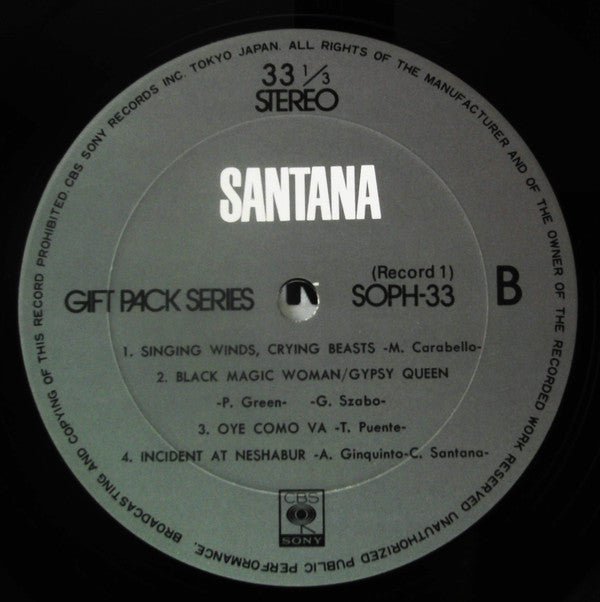 BROADCASTING AND COPYING OF THIS RECORD PROHIBITED. CBS SONY RECORDS INC. TOKYO JAPAN. ALL RIGHTS OF THE MANUFACTURER AND OF THE OWNER OF THE RECORDED WORK RESERVED UNAUTHORIZED PUBLIC PERFORMANCE.
33 1/3
STEREO
SANTANA
(Record 1)
GIFT PACK SERIES SOPH-33 B
1. SINGING WINDS, CRYING BEASTS -M. Carabello-
2. BLACK MAGIC WOMAN/GYPSY QUEEN
-P. Green- -G. Szabo-
3. OYE COMO VA -T. Puente-
4. INCIDENT AT NESHABUR -A. Ginquinto-C. Santana-
CBS
SONY